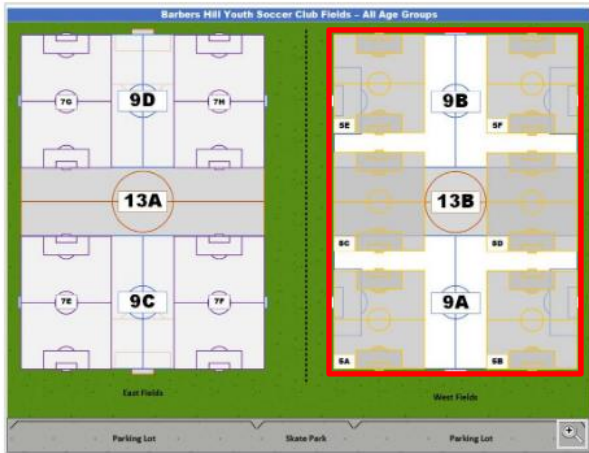 Barbers Hill Youth Soccer Club Fields – All Age Groups
7G
9D
7H
13A
7E
9C
7F
East Fields
9B
5E
5F
13B
5C
5D
9A
5A
5B
West Fields
Parking Lot
Skate Park
Parking Lot